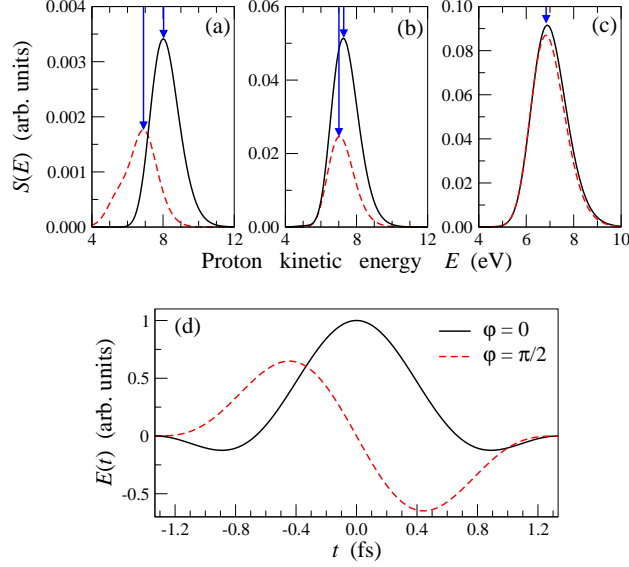 (a) (b) (c)
0.004 0.06 0.10
0.003 0.08
0.002 0.04 0.06
0.001 0.02 0.04
0.02
0.000 0.00 0.00
S(E) (arb. units)
4 8 12 4 8 12 4 6 8 10
Proton kinetic energy E (eV)
(d)
φ = 0
φ = π/2
1
0.5
0
-0.5
E(t) (arb. units)
-1.2 -0.8 -0.4 0.0 0.4 0.8 1.2
t (fs)